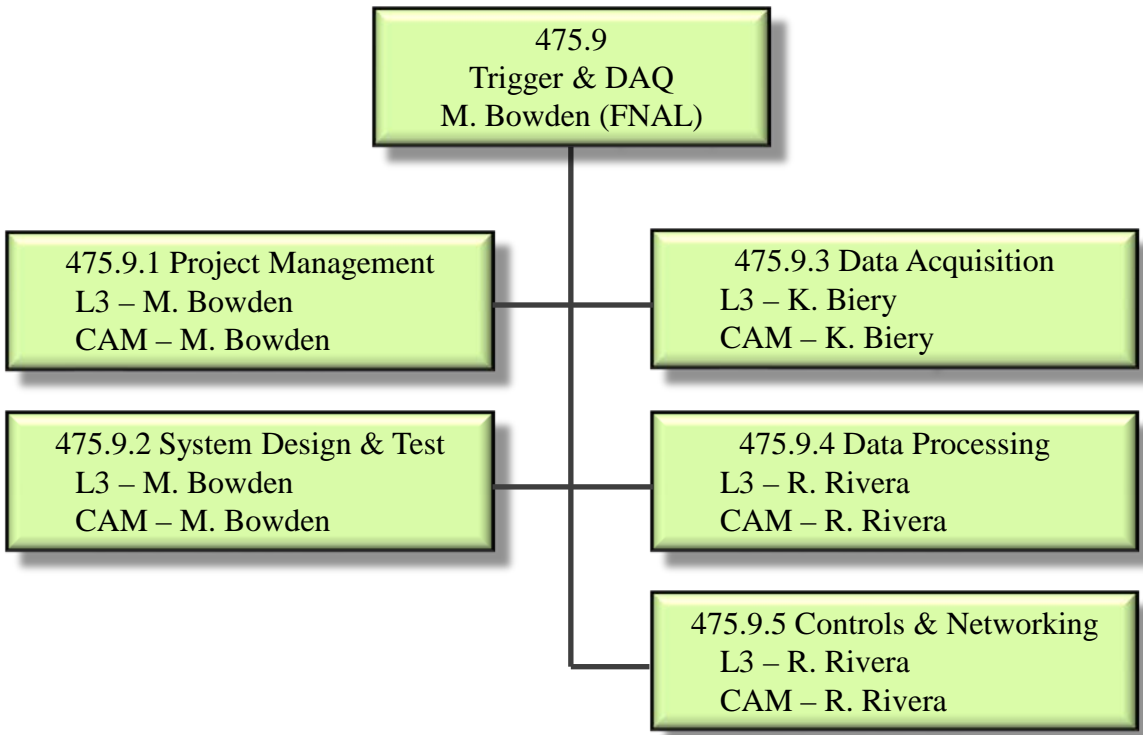 475.9
Trigger & DAQ
M. Bowden (FNAL)
475.9.1 Project Management
L3 – M. Bowden
CAM – M. Bowden
475.9.2 System Design & Test
L3 – M. Bowden
CAM – M. Bowden
475.9.3 Data Acquisition
L3 – K. Biery
CAM – K. Biery
475.9.4 Data Processing
L3 – R. Rivera
CAM – R. Rivera
475.9.5 Controls & Networking
L3 – R. Rivera
CAM – R. Rivera